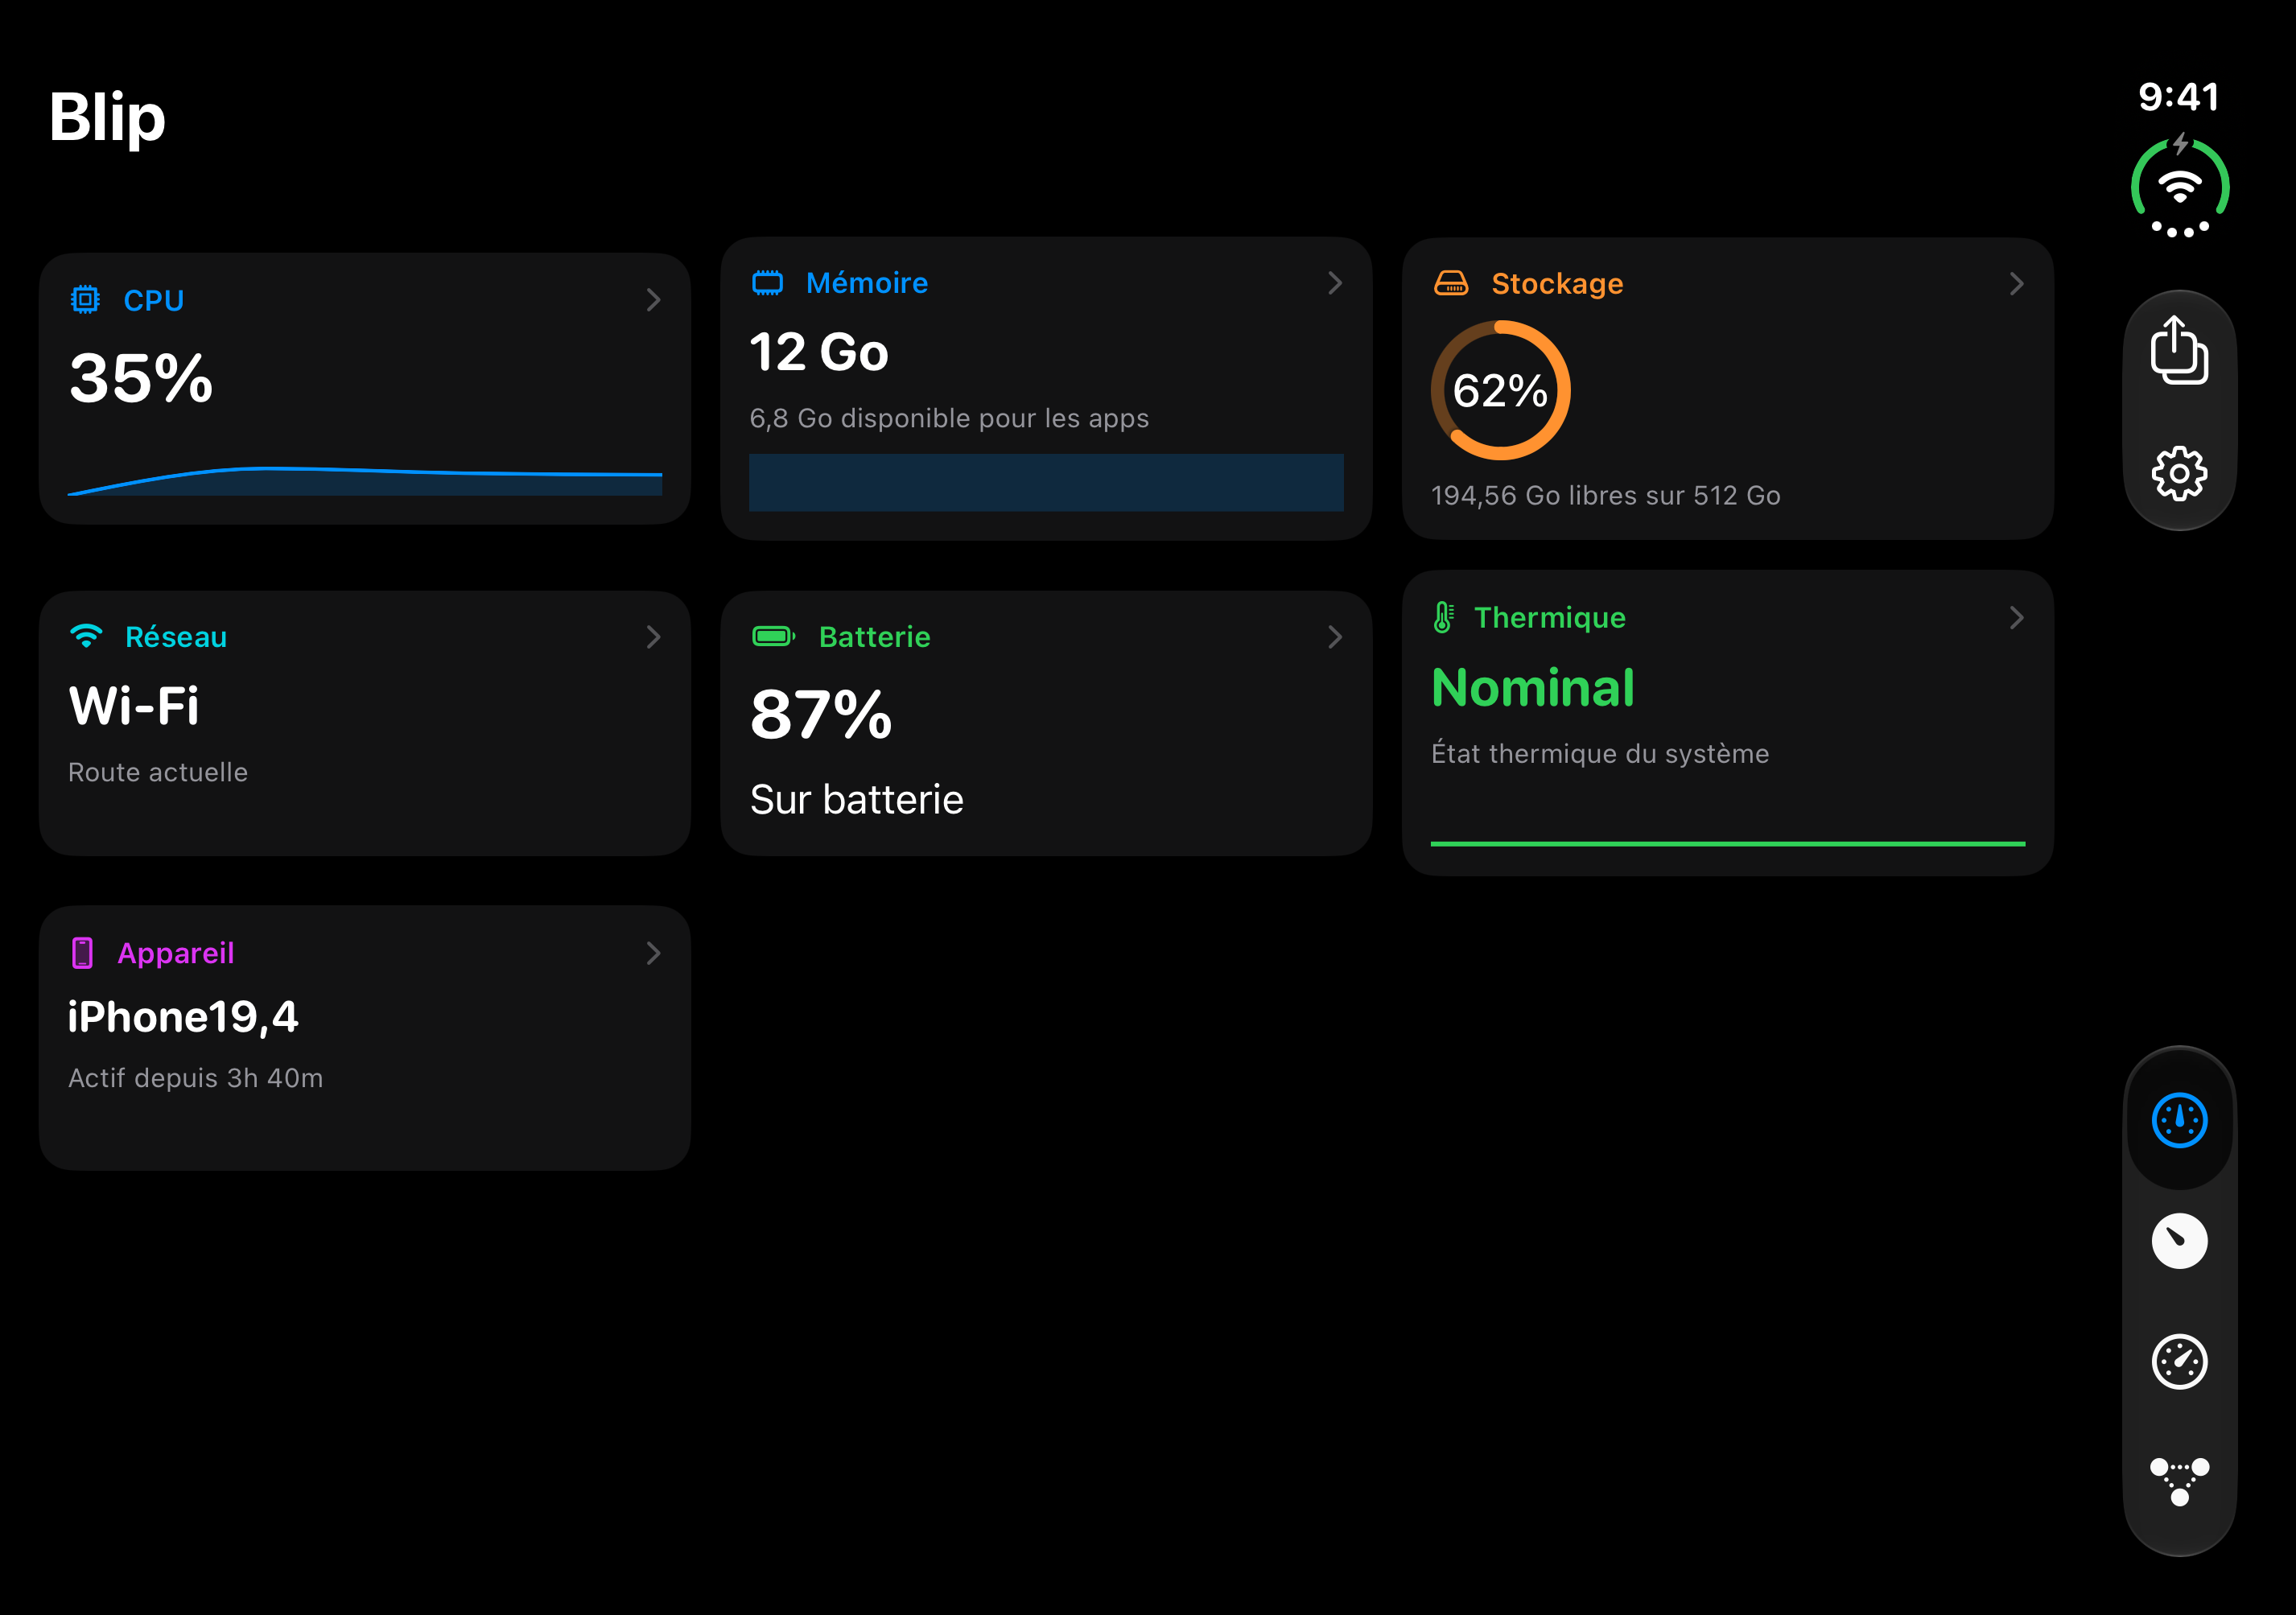 Blip
9:41
CPU
35%
Mémoire
12 Go
6,8 Go disponible pour les apps
Stockage
62%
194,56 Go libres sur 512 Go
Réseau
Wi-Fi
Route actuelle
Batterie
87%
Sur batterie
Thermique
Nominal
État thermique du système
Appareil
iPhone19,4
Actif depuis 3h 40m